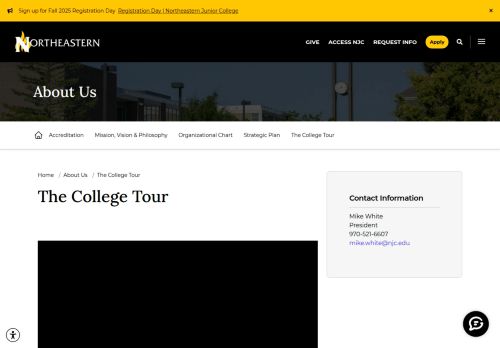 Sign up for Fall 2025 Registration Day Registration Day | Northeastern Junior College ×
NORTHEASTERN GIVE ACCESS NJC REQUEST INFO Apply
About Us
Accreditation Mission, Vision & Philosophy Organizational Chart Strategic Plan The College Tour
Home / About Us / The College Tour
The College Tour
Contact Information
Mike White
President
970-521-6607
mike.white@njc.edu